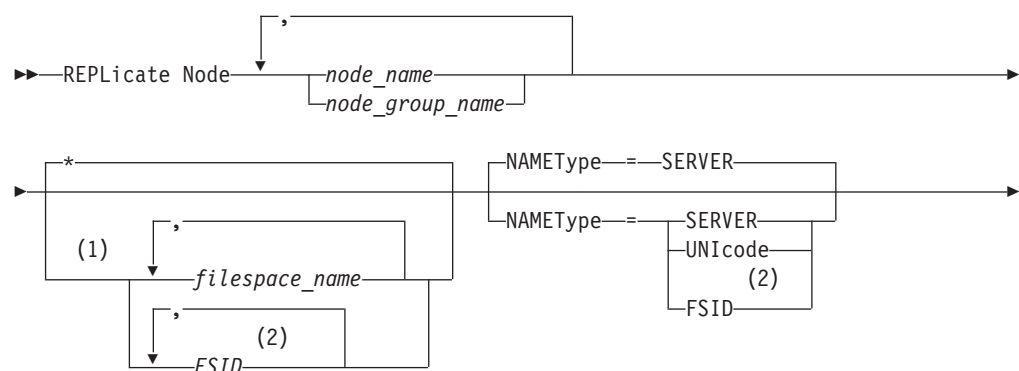 ,
REPLicate Node node_name
node_group_name
* NAMEType = SERVER
, NAMEType = SERVER
(1) UNIcode
filespace_name (2)
, FSID
(2)
FSID